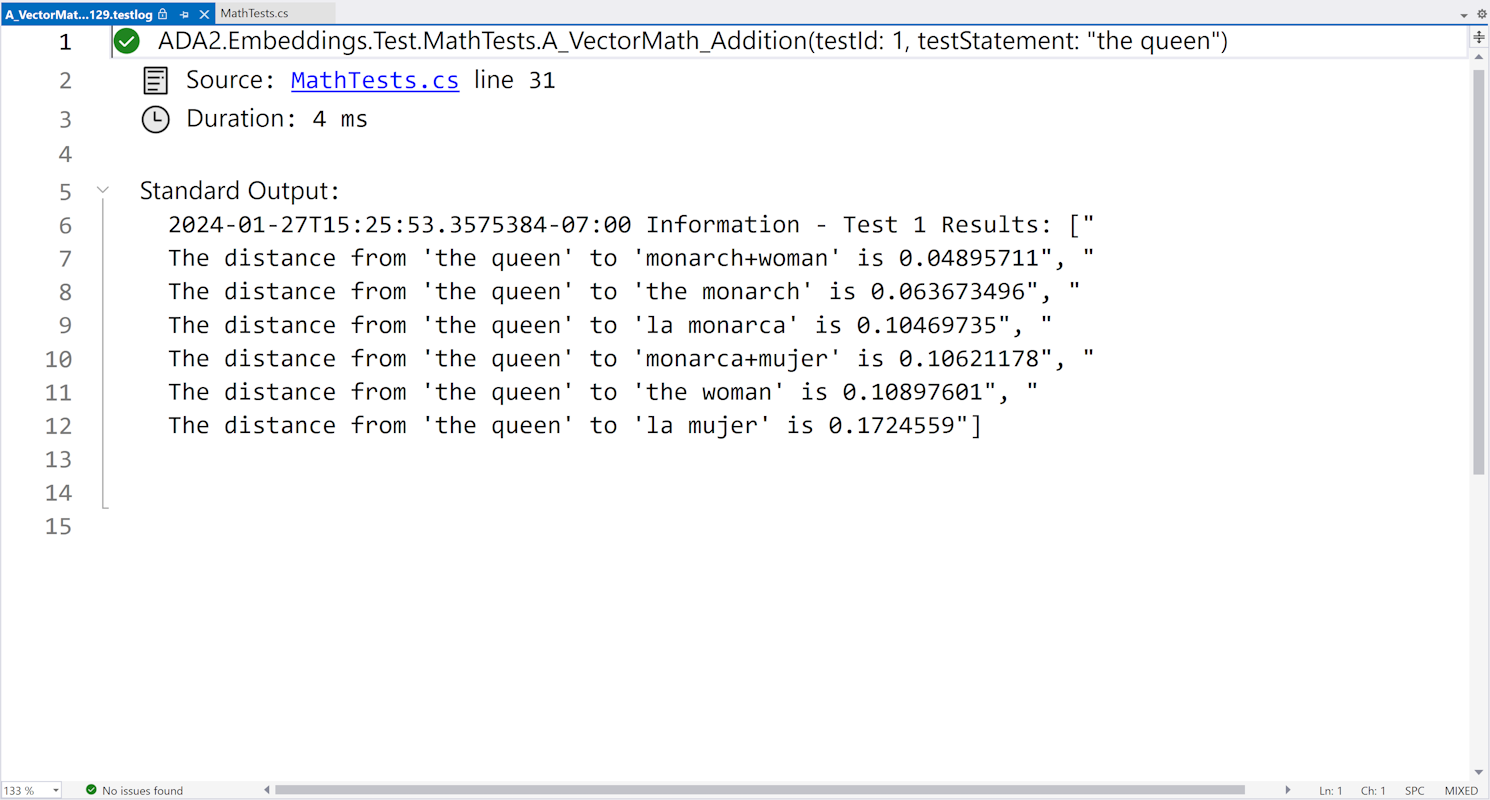 A_VectorMat...129.testlog MathTests.cs
1 ADA2.Embeddings.Test.MathTests.A_VectorMath_Addition(testId: 1, testStatement: "the queen")
2 Source: MathTests.cs line 31
3 Duration: 4 ms
4
5 Standard Output:
6 2024-01-27T15:25:53.3575384-07:00 Information - Test 1 Results: ["
7 The distance from 'the queen' to 'monarch+woman' is 0.04895711", "
8 The distance from 'the queen' to 'the monarch' is 0.063673496", "
9 The distance from 'the queen' to 'la monarca' is 0.10469735", "
10 The distance from 'the queen' to 'monarca+mujer' is 0.10621178", "
11 The distance from 'the queen' to 'the woman' is 0.10897601", "
12 The distance from 'the queen' to 'la mujer' is 0.1724559"]
13
14
15
133 % No issues found Ln: 1 Ch: 1 SPC MIXED